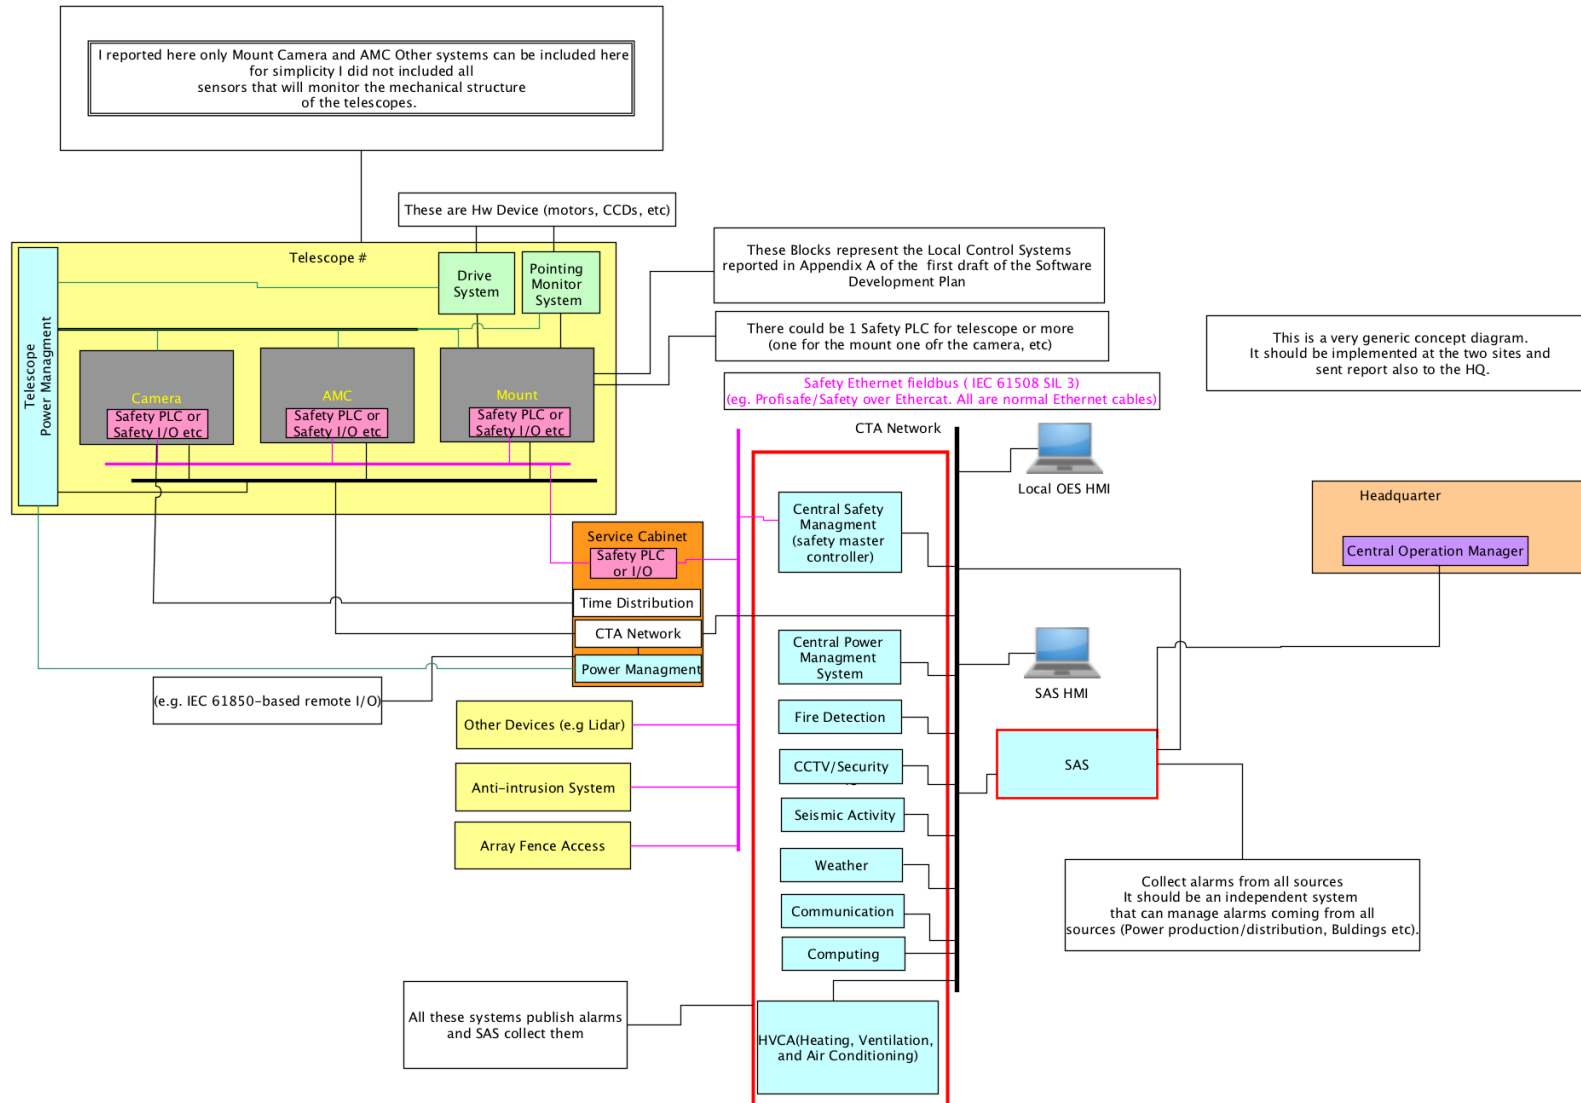 I reported here only Mount Camera and AMC Other systems can be included here
for simplicity I did not included all
sensors that will monitor the mechanical structure
of the telescopes.
These are Hw Device (motors, CCDs, etc)
Telescope #
Telescope
Power Managment
Drive
System
Pointing
Monitor
System
These Blocks represent the Local Control Systems
reported in Appendix A of the first draft of the Software
Development Plan
There could be 1 Safety PLC for telescope or more
(one for the mount one ofr the camera, etc)
This is a very generic concept diagram.
It should be implemented at the two sites and
sent report also to the HQ.
Camera
Safety PLC or
Safety I/O etc
AMC
Safety PLC or
Safety I/O etc
Mount
Safety PLC or
Safety I/O etc
Safety Ethernet fieldbus ( IEC 61508 SIL 3)
(eg. Profisafe/Safety over Ethercat. All are normal Ethernet cables)
CTA Network
Local OES HMI
Headquarter
Central Operation Manager
Central Safety
Managment
(safety master
controller)
Service Cabinet
Safety PLC
or I/O
Time Distribution
CTA Network
Power Managment
(e.g. IEC 61850-based remote I/O)
Central Power
Managment
System
SAS HMI
Other Devices (e.g Lidar)
Fire Detection
Anti-intrusion System
CCTV/Security
SAS
Seismic Activity
Array Fence Access
Weather
Communication
Computing
Collect alarms from all sources
It should be an independent system
that can manage alarms coming from all
sources (Power production/distribution, Buldings etc).
All these systems publish alarms
and SAS collect them
HVCA(Heating, Ventilation,
and Air Conditioning)